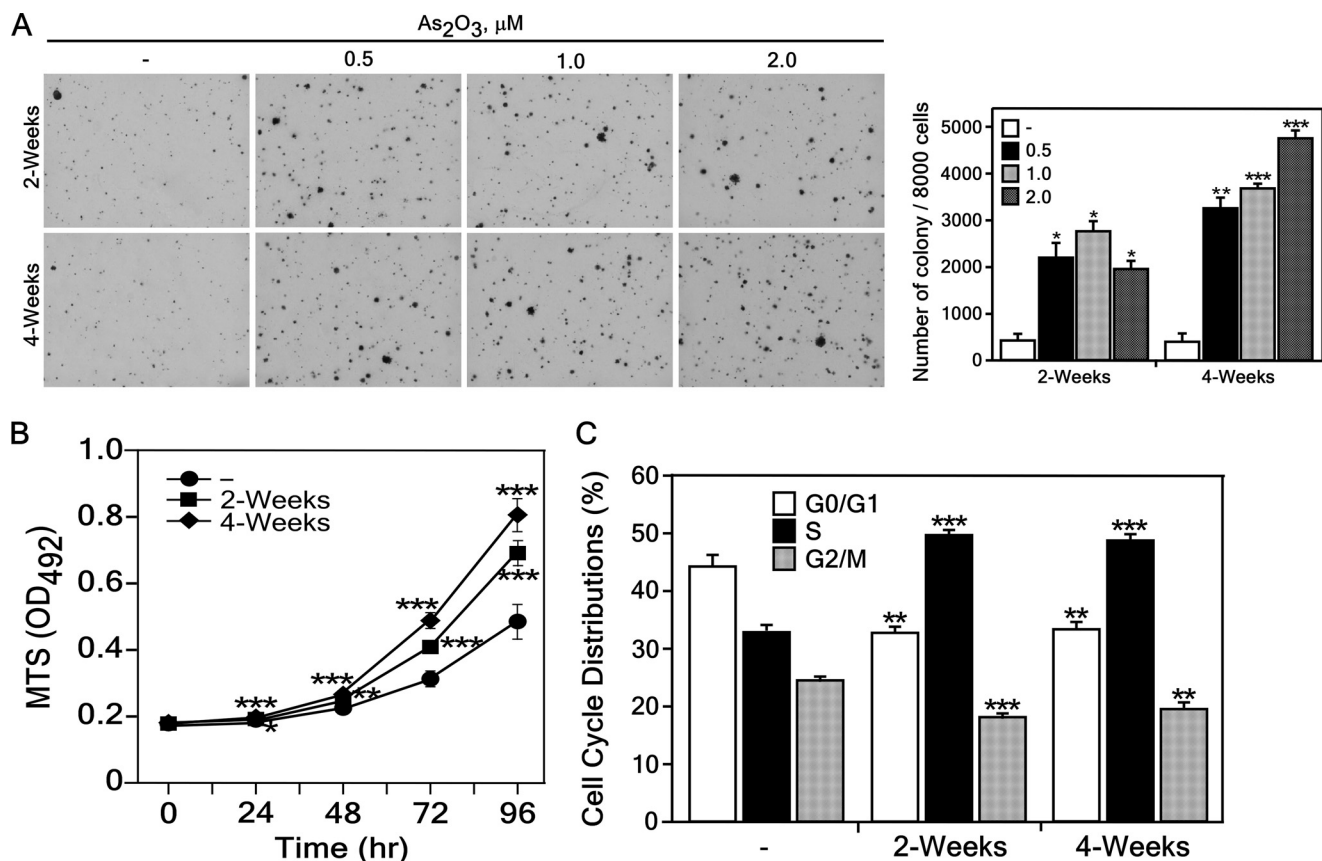 A
As2O3, μM
- 0.5 1.0 2.0
2-Weeks
4-Weeks
Number of colony / 8000 cells
5000
4000
3000
2000
1000
0
-
0.5
1.0
2.0
* * * ** *** ***
2-Weeks 4-Weeks
B
MTS (OD492)
1.0
0.8
0.6
0.4
0.2
0
-
2-Weeks
4-Weeks
***
***
***
***
***
**
***
*
0 24 48 72 96
Time (hr)
C
Cell Cycle Distributions (%)
60
50
40
30
20
10
0
G0/G1
S
G2/M
** *** *** ** *** **
- 2-Weeks 4-Weeks